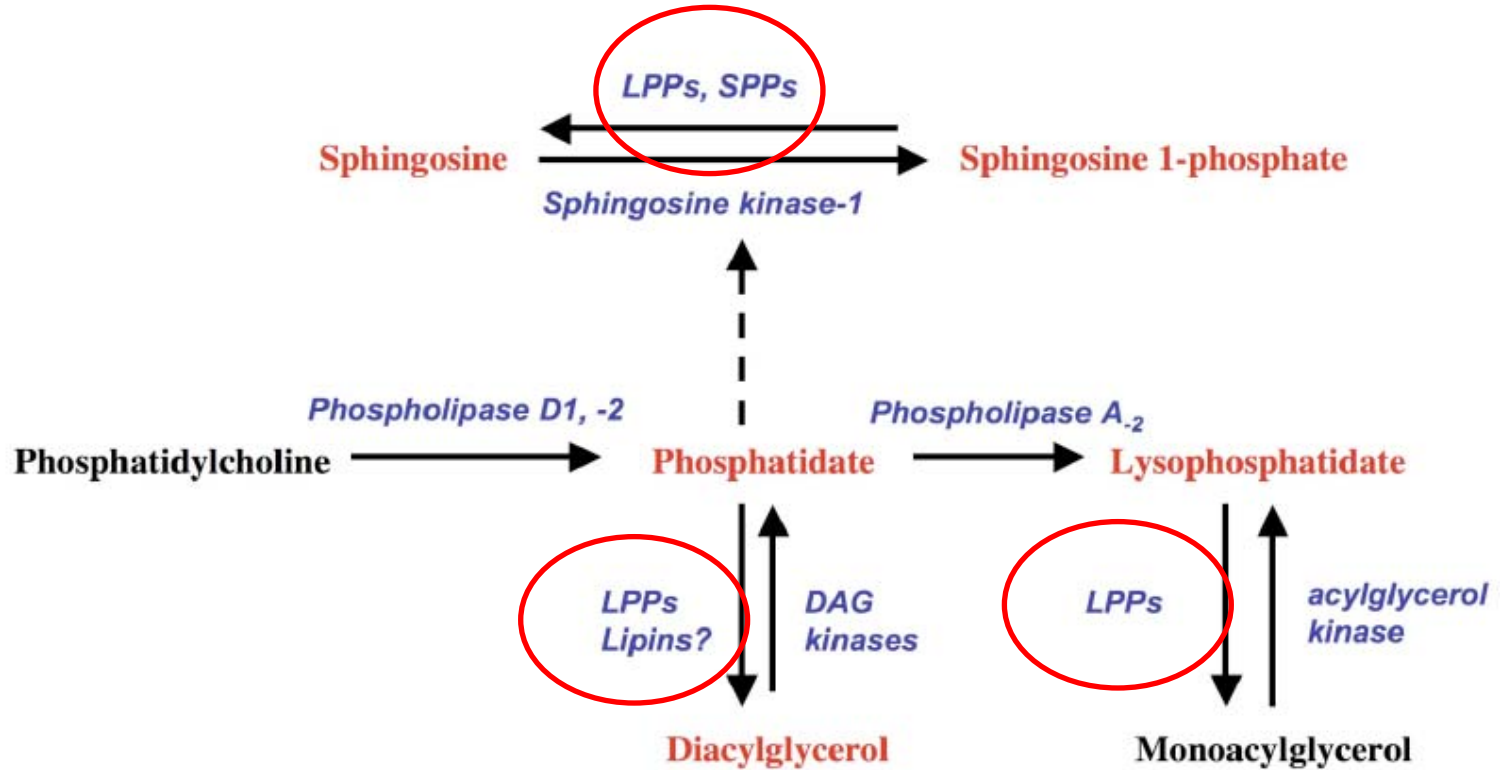 LPPs, SPPs
Sphingosine
Sphingosine 1-phosphate
Sphingosine kinase-1
Phospholipase D1, -2
Phospholipase A-2
Phosphatidylcholine
Phosphatidate
Lysophosphatidate
LPPs
Lipins?
DAG
kinases
LPPs
acylglycerol
kinase
Diacylglycerol
Monoacylglycerol